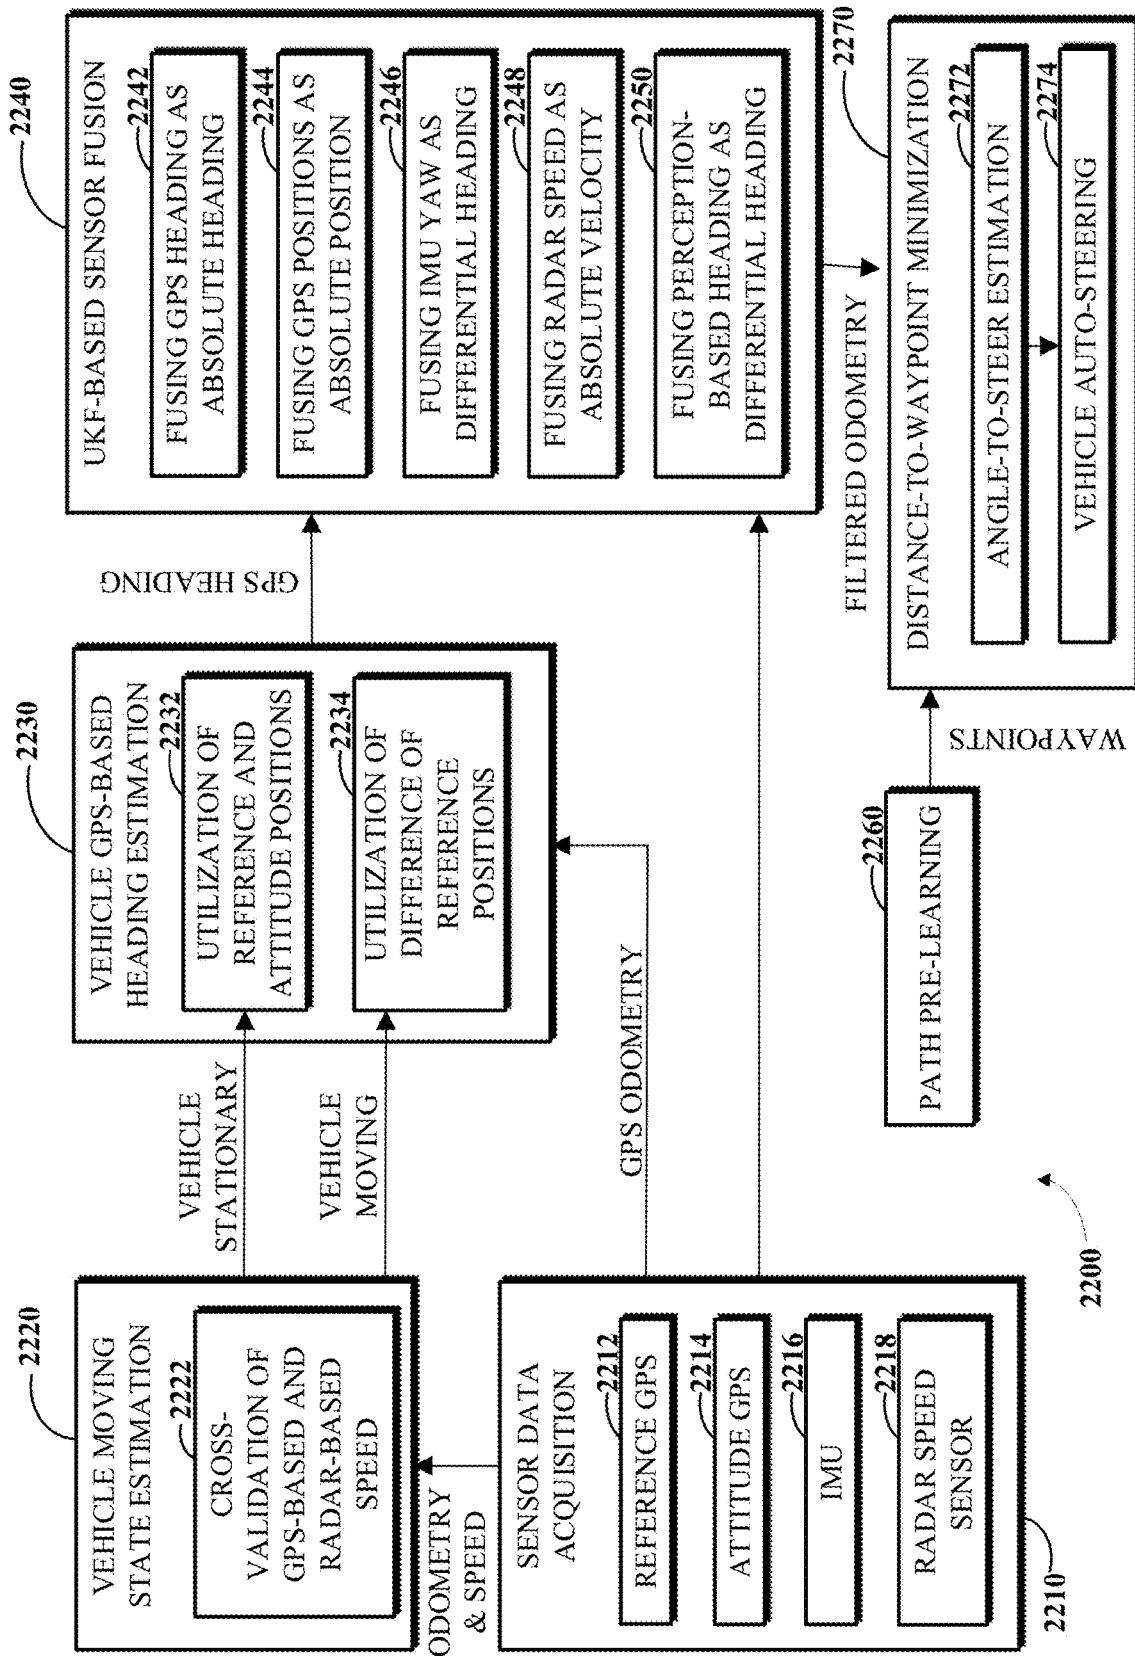 2220
VEHICLE MOVING
STATE ESTIMATION
2222
CROSS-
VALIDATION OF
GPS-BASED AND
RADAR-BASED
SPEED
ODOMETRY
& SPEED
SENSOR DATA
ACQUISITION
2212
REFERENCE GPS
2214
ATTITUDE GPS
2216
IMU
2218
RADAR SPEED
SENSOR
2210
VEHICLE
STATIONARY
VEHICLE
MOVING
GPS ODOMETRY
2230
VEHICLE GPS-BASED
HEADING ESTIMATION
2232
UTILIZATION OF
REFERENCE AND
ATTITUDE POSITIONS
2234
UTILIZATION OF
DIFFERENCE OF
REFERENCE
POSITIONS
GPS HEADING
2240
UKF-BASED SENSOR FUSION
2242
FUSING GPS HEADING AS
ABSOLUTE HEADING
2244
FUSING GPS POSITIONS AS
ABSOLUTE POSITION
2246
FUSING IMU YAW AS
DIFFERENTIAL HEADING
2248
FUSING RADAR SPEED AS
ABSOLUTE VELOCITY
2250
FUSING PERCEPTION-
BASED HEADING AS
DIFFERENTIAL HEADING
FILTERED ODOMETRY
2200
2260
PATH PRE-LEARNING
WAYPOINTS
2270
DISTANCE-TO-WAYPOINT MINIMIZATION
2272
ANGLE-TO-STEER ESTIMATION
2274
VEHICLE AUTO-STEERING